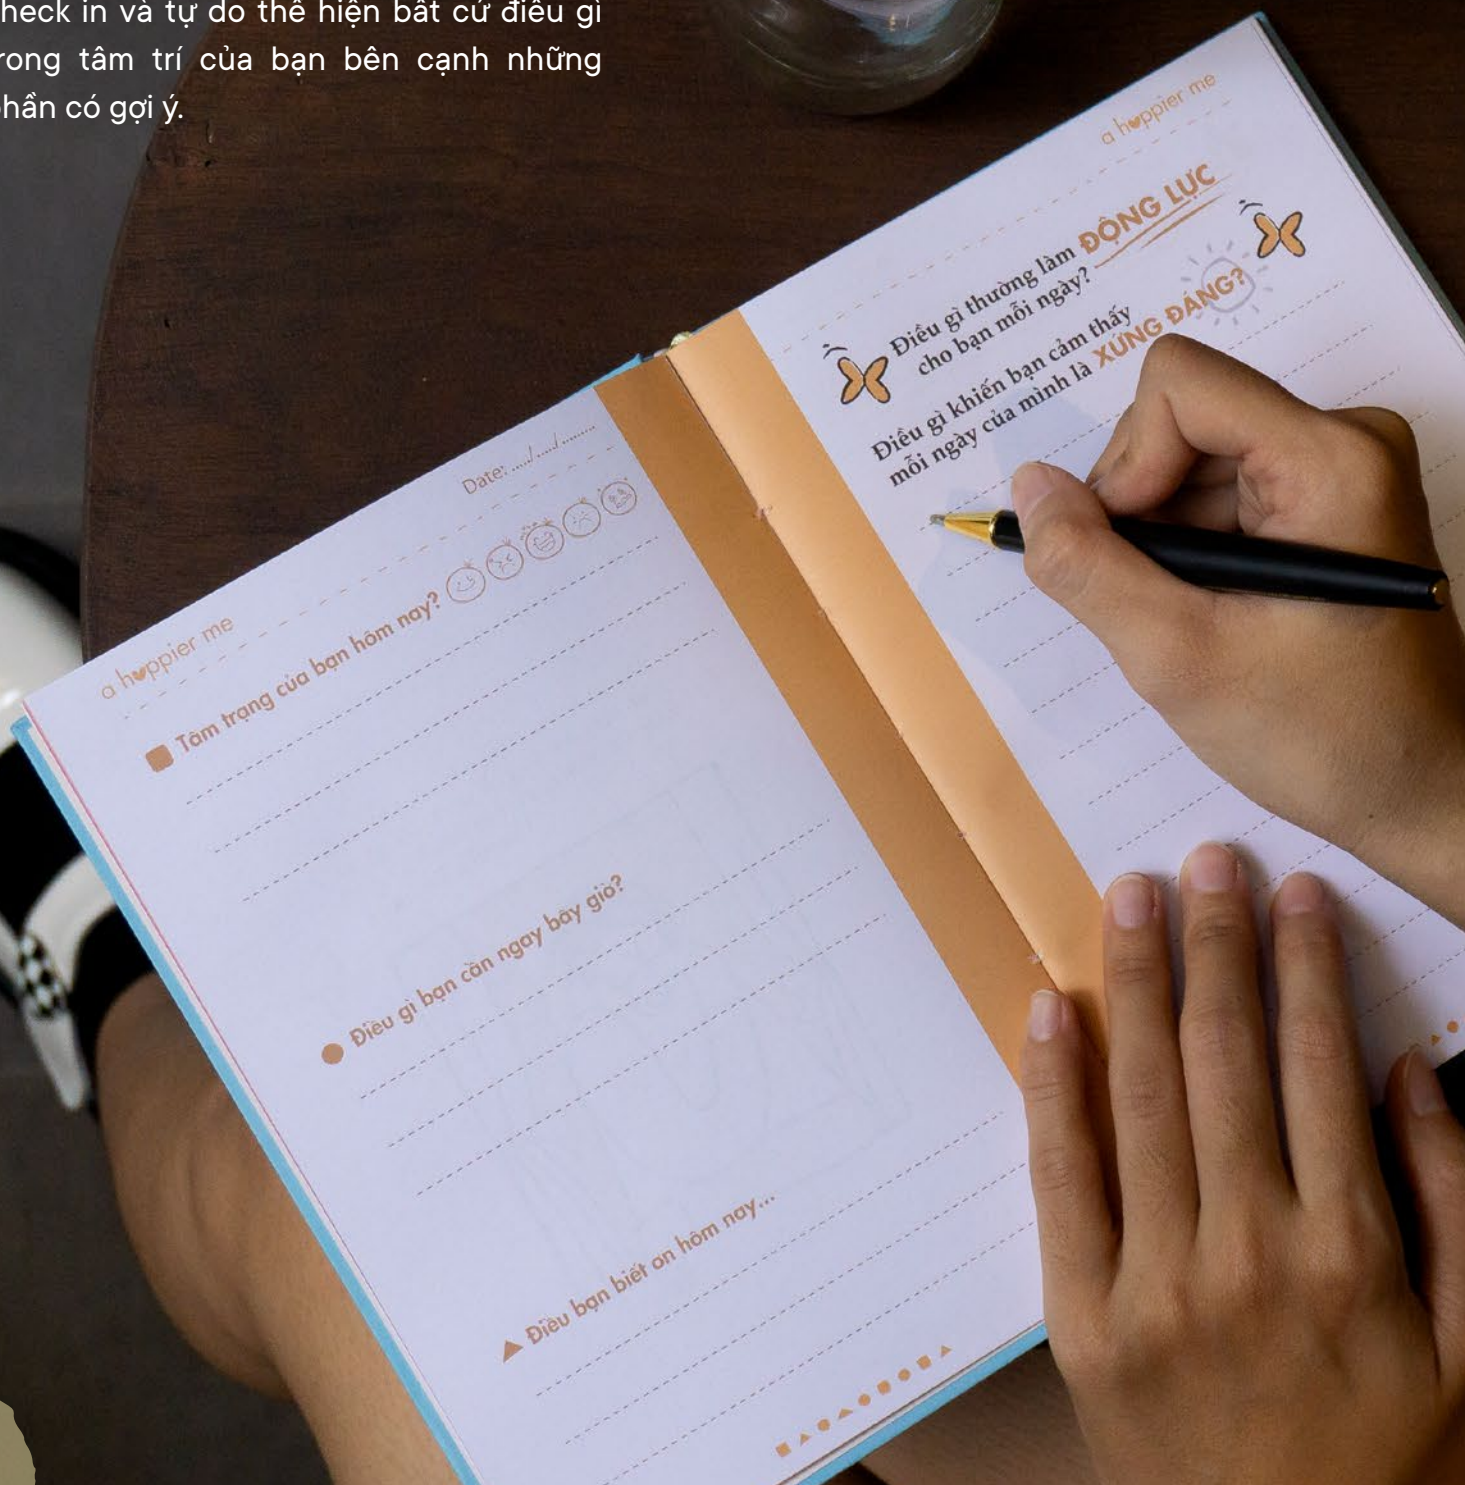 heck in và tự do thể hiện bất cứ điều gì
rong tâm trí của bạn bên cạnh những
hần có gợi ý.
a happier me
Date: ..../...../.........
Tâm trạng của bạn hôm nay?
Điều gì bạn cần ngay bây giờ?
Điều bạn biết ơn hôm nay...
a happier me
Điều gì thường làm ĐỘNG LỰC
cho bạn mỗi ngày?
Điều gì khiến bạn cảm thấy
mỗi ngày của mình là XỨNG ĐÁNG?